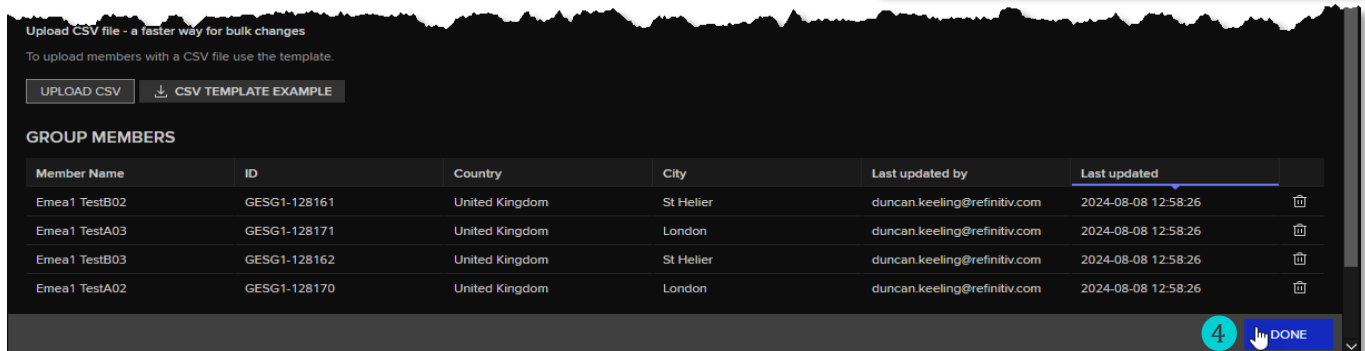 Upload CSV file - a faster way for bulk changes
To upload members with a CSV file use the template.
UPLOAD CSV CSV TEMPLATE EXAMPLE
GROUP MEMBERS
Member Name ID Country City Last updated by Last updated
Emea1 TestB02 GESG1-128161 United Kingdom St Helier duncan.keeling@refinitiv.com 2024-08-08 12:58:26
Emea1 TestA03 GESG1-128171 United Kingdom London duncan.keeling@refinitiv.com 2024-08-08 12:58:26
Emea1 TestB03 GESG1-128162 United Kingdom St Helier duncan.keeling@refinitiv.com 2024-08-08 12:58:26
Emea1 TestA02 GESG1-128170 United Kingdom London duncan.keeling@refinitiv.com 2024-08-08 12:58:26
4 DONE